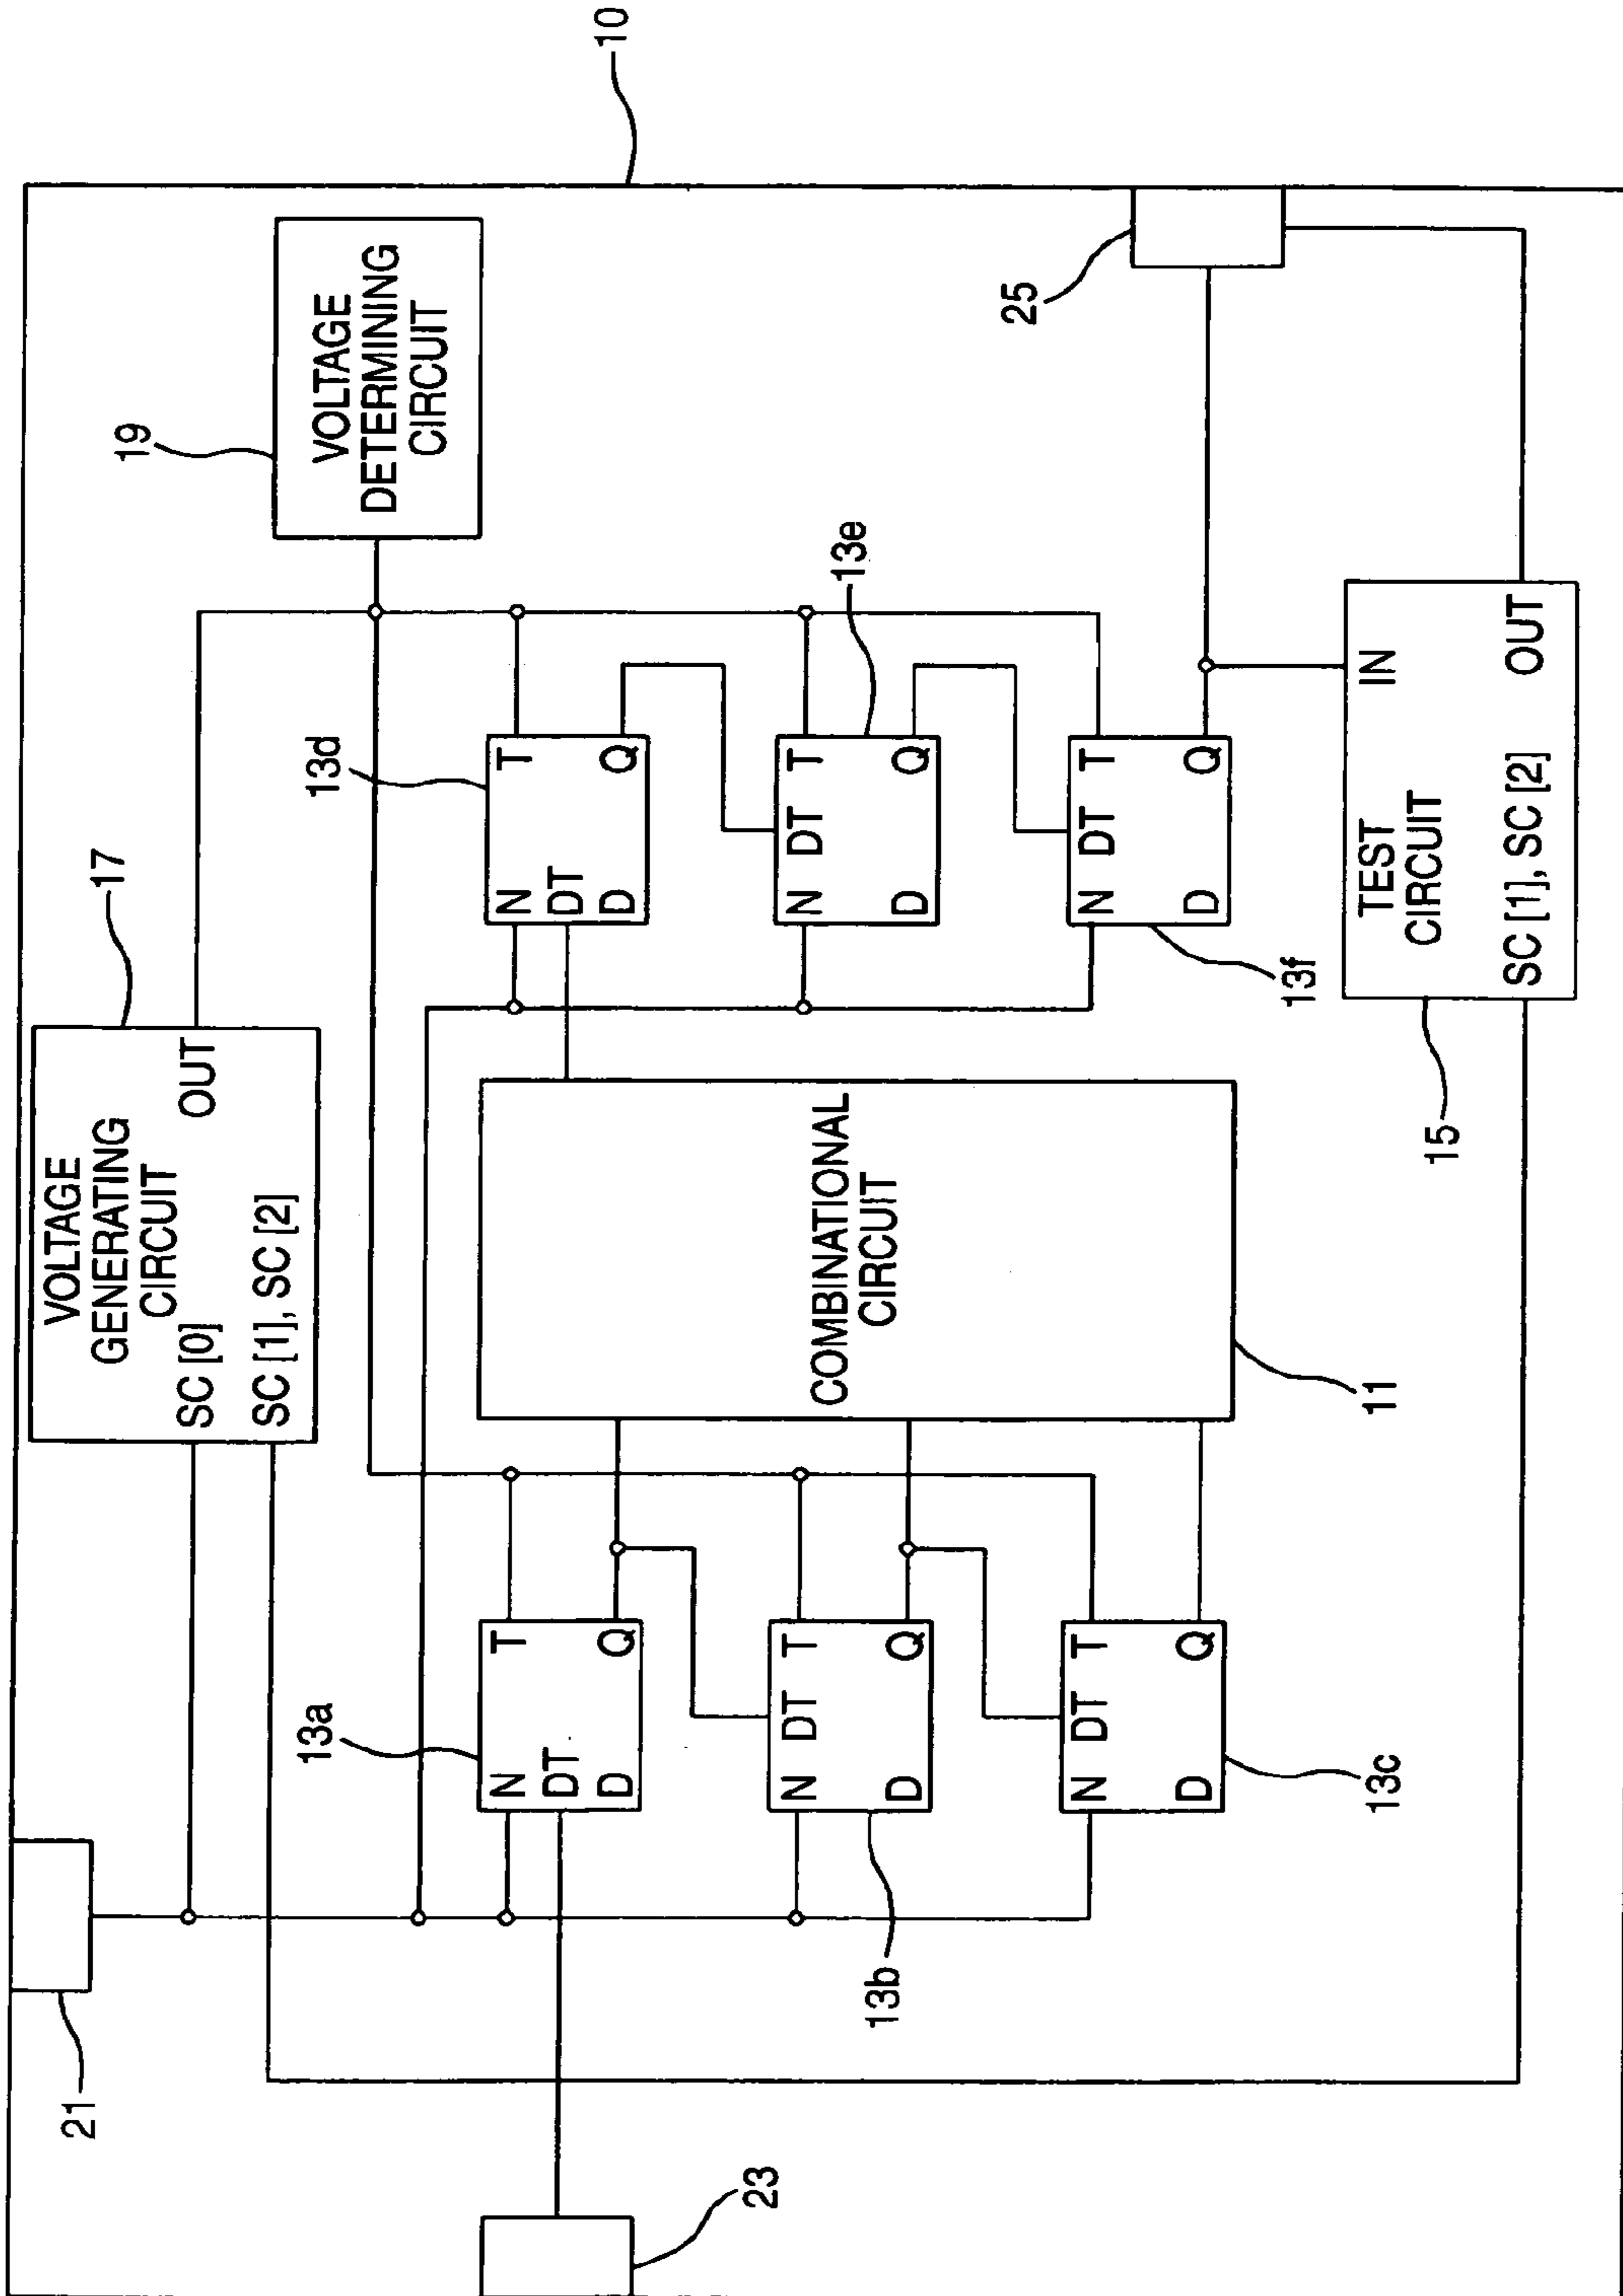 10
21
17
VOLTAGE
GENERATING
CIRCUIT
SC [0]
OUT
SC [1], SC [2]
19
VOLTAGE
DETERMINING
CIRCUIT
13a
N
T
DT
D
Q
13b
N
DT
T
D
Q
13c
N
DT
T
D
Q
COMBINATIONAL
CIRCUIT
11
13d
N
T
DT
D
Q
13e
N
DT
T
D
Q
13f
N
DT
T
D
Q
23
25
15
TEST
CIRCUIT
IN
SC [1], SC [2]
OUT